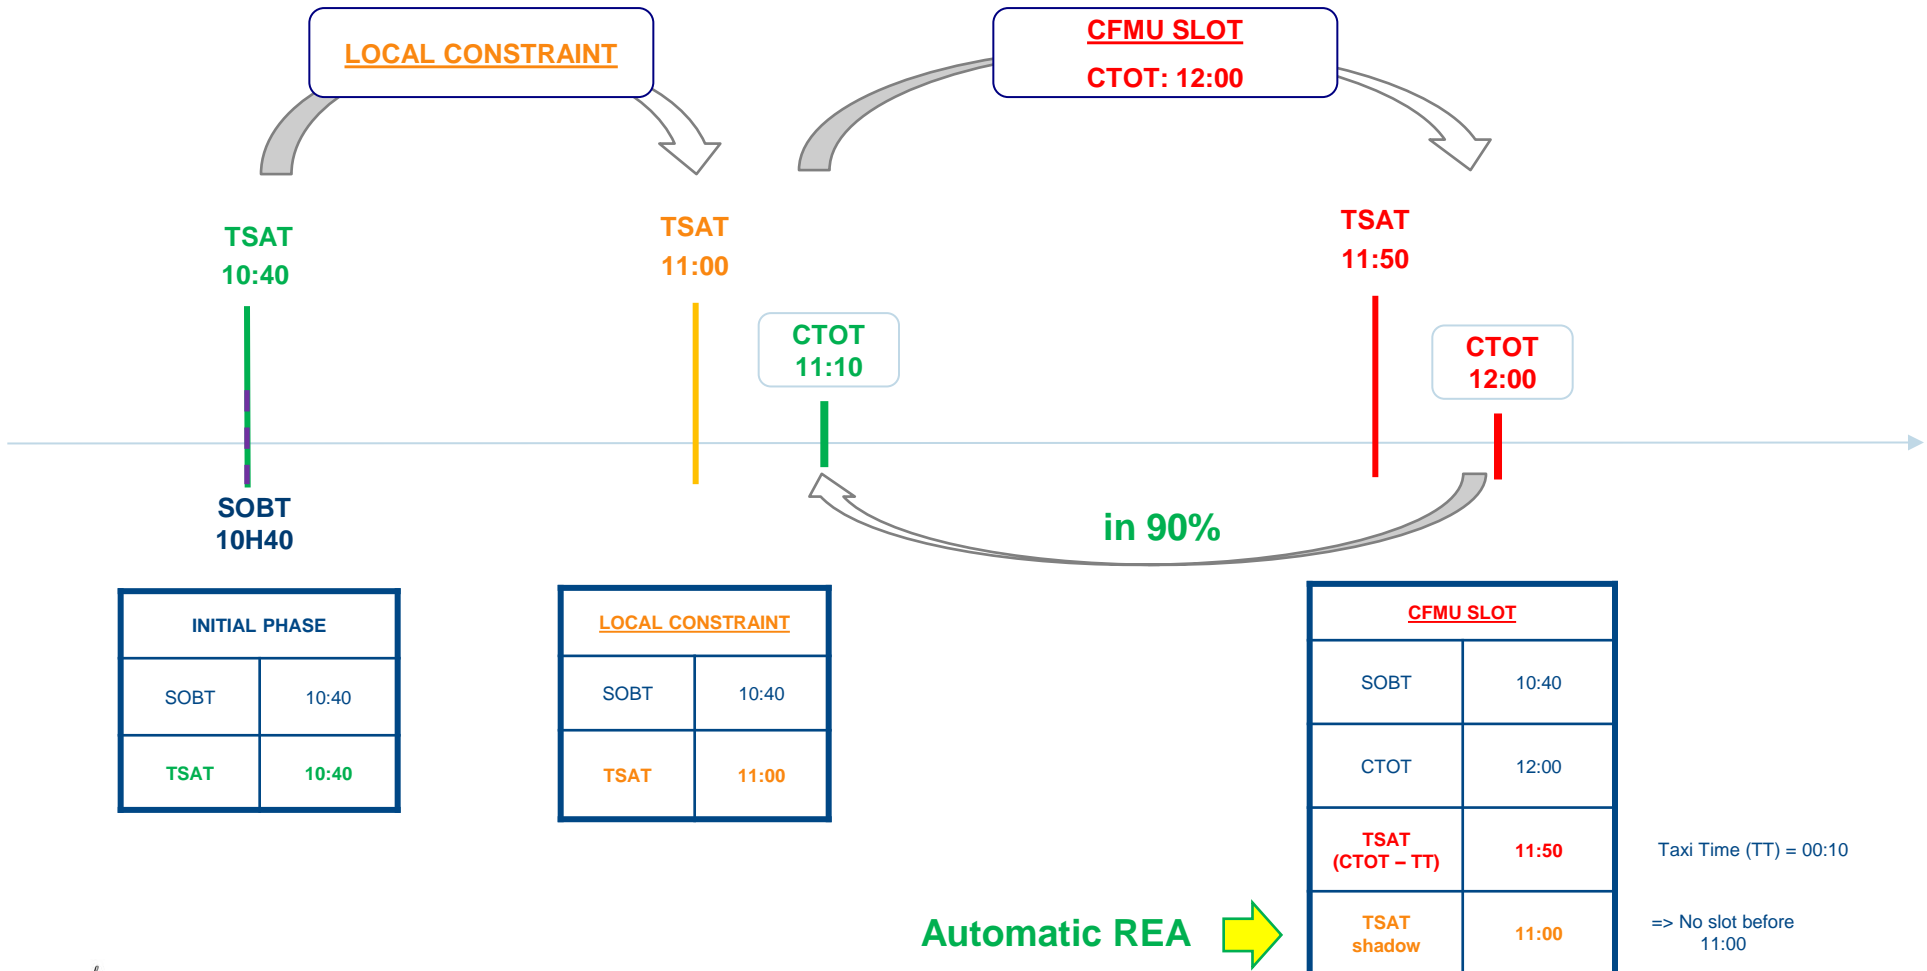 LOCAL CONSTRAINT
CFMU SLOT
CTOT: 12:00
TSAT
10:40
TSAT
11:00
TSAT
11:50
CTOT
11:10
CTOT
12:00
SOBT
10H40
in 90%
INITIAL PHASE
SOBT 10:40
TSAT 10:40
LOCAL CONSTRAINT
SOBT 10:40
TSAT 11:00
CFMU SLOT
SOBT 10:40
CTOT 12:00
TSAT
(CTOT – TT) 11:50
Taxi Time (TT) = 00:10
Automatic REA
TSAT
shadow 11:00
=> No slot before
11:00